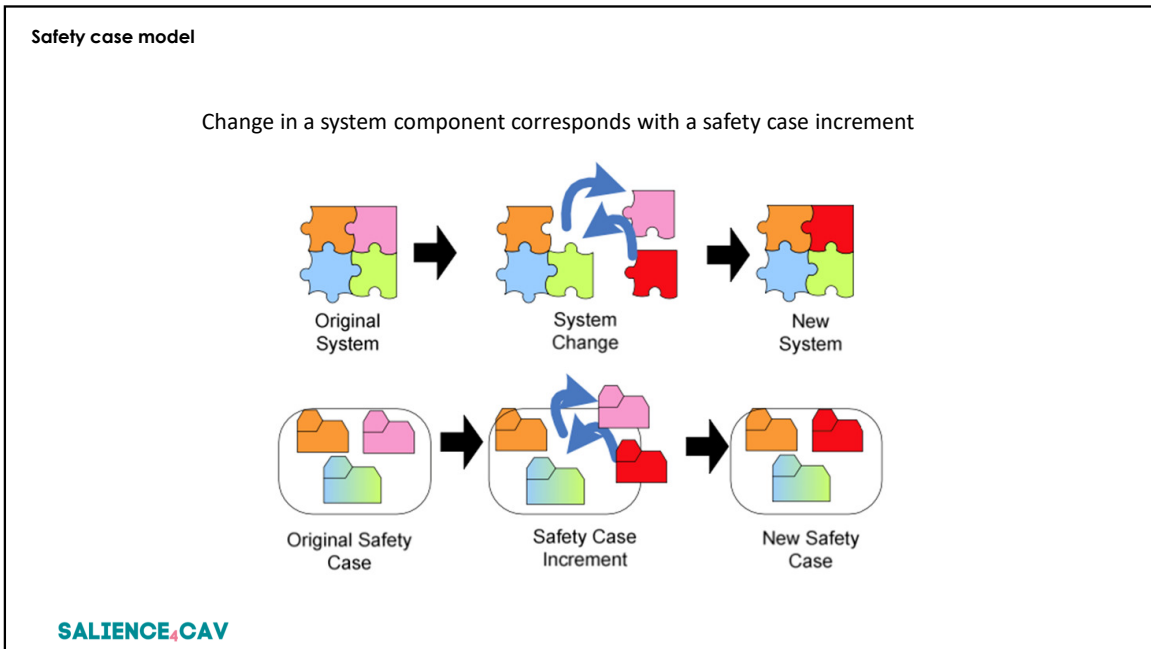 Safety case model
Change in a system component corresponds with a safety case increment
Original
System
System
Change
New
System
Original Safety
Case
Safety Case
Increment
New Safety
Case
SALIENCE4CAV